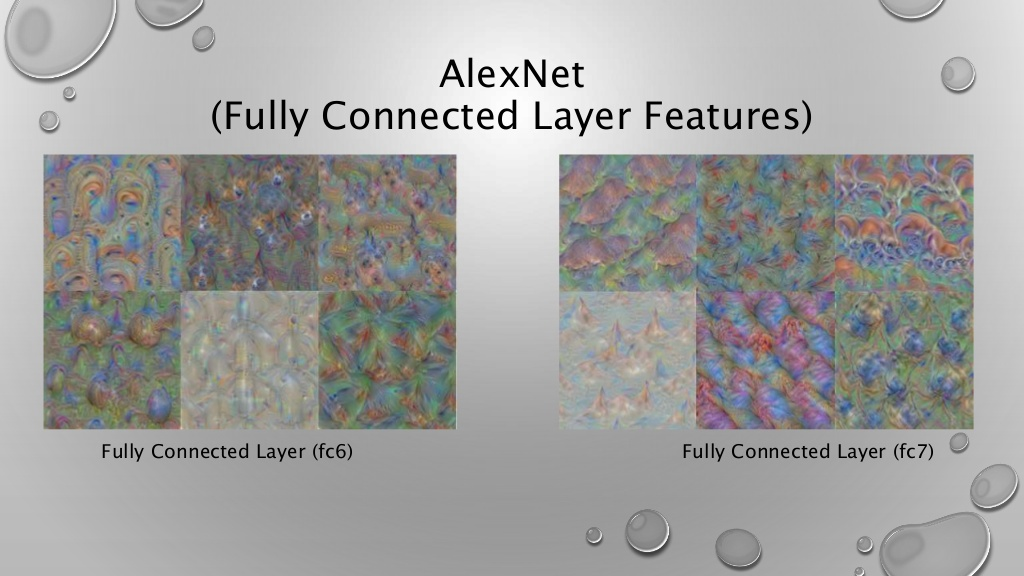 AlexNet
(Fully Connected Layer Features)
Fully Connected Layer (fc6)
Fully Connected Layer (fc7)